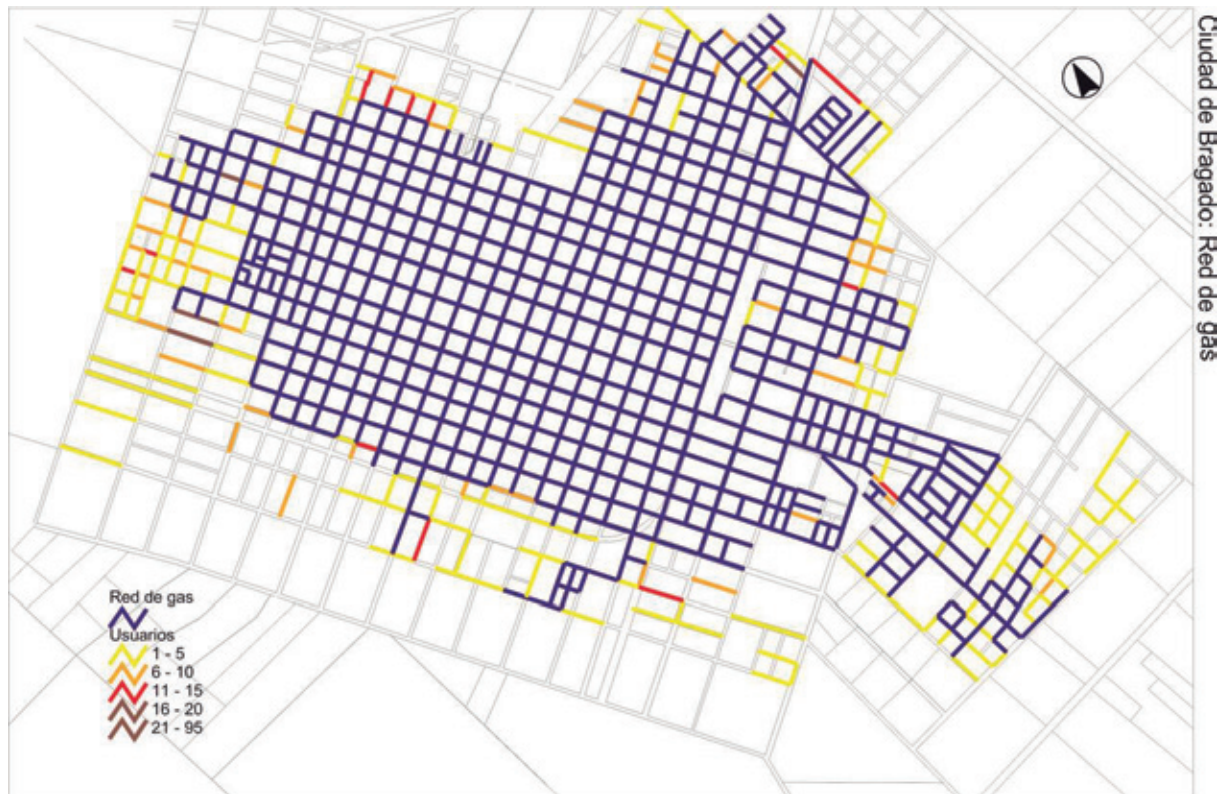 Ciudad de Bragado: Red de gas
Red de gas
Usuarios
1 - 5
6 - 10
11 - 15
16 - 20
21 - 95